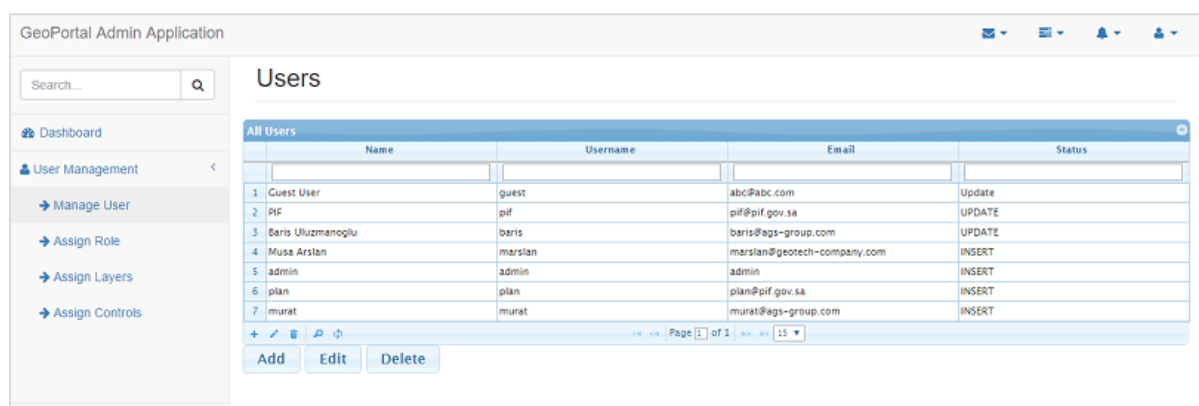 GeoPortal Admin Application
Search...
Dashboard
User Management
Manage User
Assign Role
Assign Layers
Assign Controls
Users
All Users
Name Username Email Status
1 Guest User guest abc@abc.com Update
2 PIF pif pif@pif.gov.sa UPDATE
3 Baris Uluzmanoglu baris baris@ags-group.com UPDATE
4 Musa Arslan marslan marslan@geotech-company.com INSERT
5 admin admin admin INSERT
6 plan plan plan@pif.gov.sa INSERT
7 murat murat murat@ags-group.com INSERT
Page 1 of 1 15
Add Edit Delete